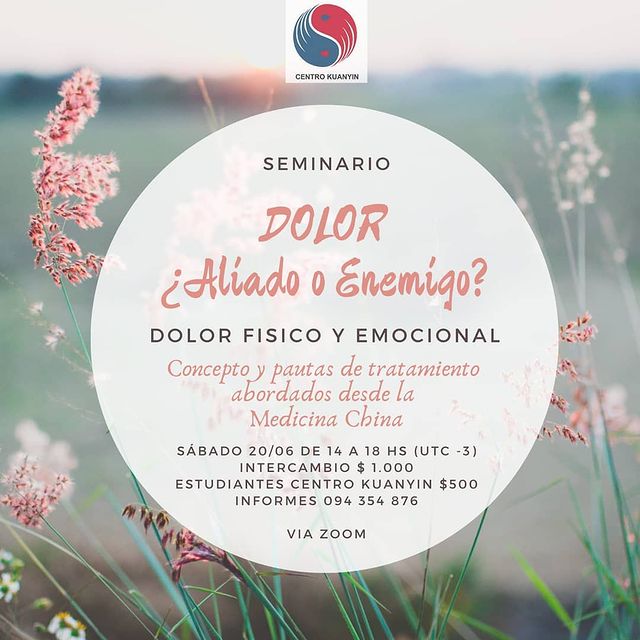 CENTRO KUANYIN
SEMINARIO
DOLOR
¿Aliado o Enemigo?
DOLOR FISICO Y EMOCIONAL
Concepto y pautas de tratamiento
abordados desde la
Medicina China
SÁBADO 20/06 DE 14 A 18 HS (UTC -3)
INTERCAMBIO $ 1.000
ESTUDIANTES CENTRO KUANYIN $500
INFORMES 094 354 876
VIA ZOOM